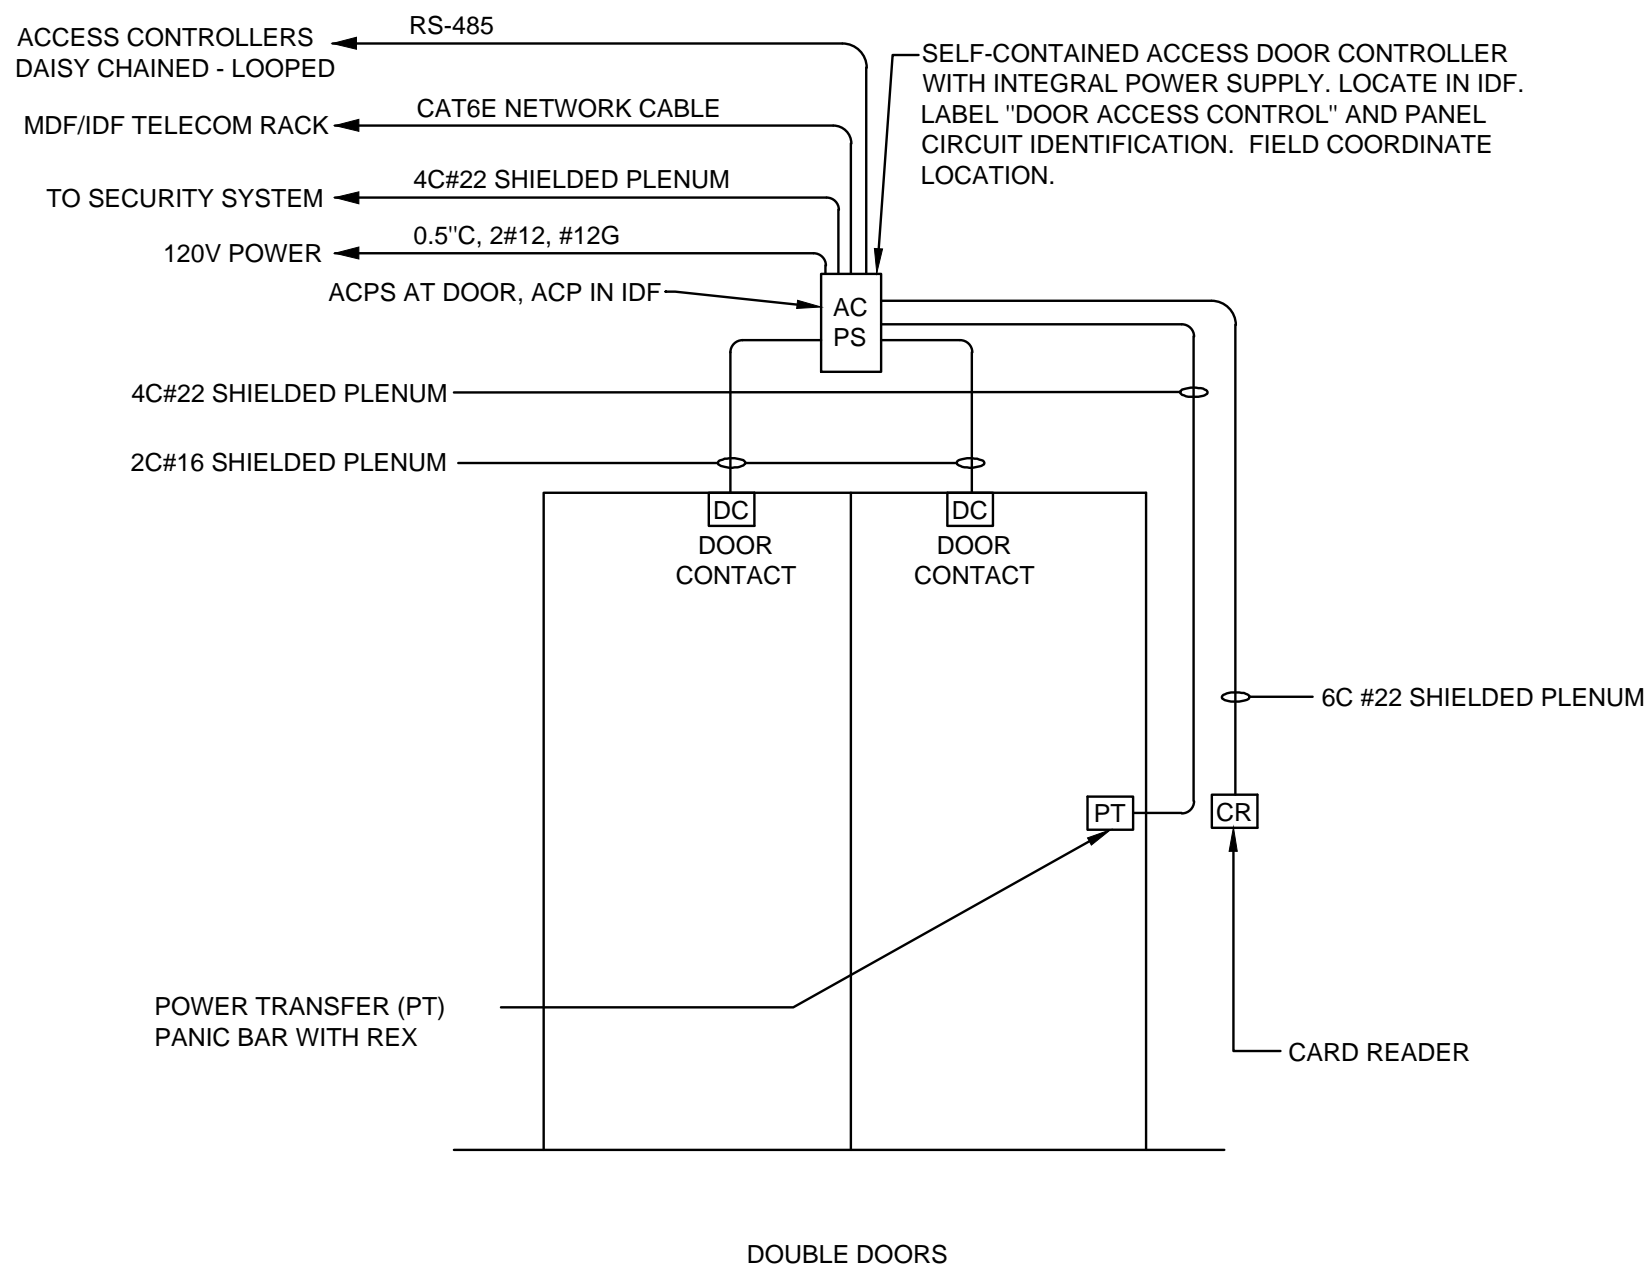 RS-485
ACCESS CONTROLLERS
DAISY CHAINED - LOOPED
SELF-CONTAINED ACCESS DOOR CONTROLLER
WITH INTEGRAL POWER SUPPLY. LOCATE IN IDF.
LABEL "DOOR ACCESS CONTROL" AND PANEL
CIRCUIT IDENTIFICATION.  FIELD COORDINATE
LOCATION.
CAT6E NETWORK CABLE
MDF/IDF TELECOM RACK
4C#22 SHIELDED PLENUM
TO SECURITY SYSTEM
0.5"C, 2#12, #12G
120V POWER
ACPS AT DOOR, ACP IN IDF
AC
PS
4C#22 SHIELDED PLENUM
2C#16 SHIELDED PLENUM
DC
DOOR
CONTACT
DC
DOOR
CONTACT
6C #22 SHIELDED PLENUM
PT
CR
POWER TRANSFER (PT)
PANIC BAR WITH REX
CARD READER
DOUBLE DOORS